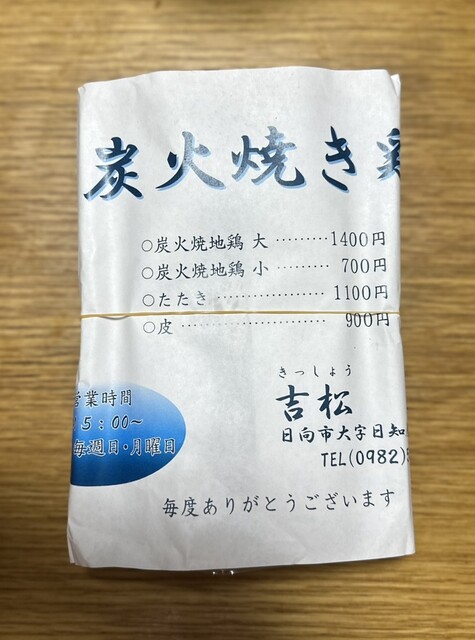 炭火焼き鶏
○炭火焼地鶏 大 ………1400円
○炭火焼地鶏 小 ……… 700円
○たたき ………………1100円
○皮 …………………… 900円
営業時間
5:00~
毎週日・月曜日
きっしょう
吉松
日向市大字日知
TEL(0982)
毎度ありがとうございます